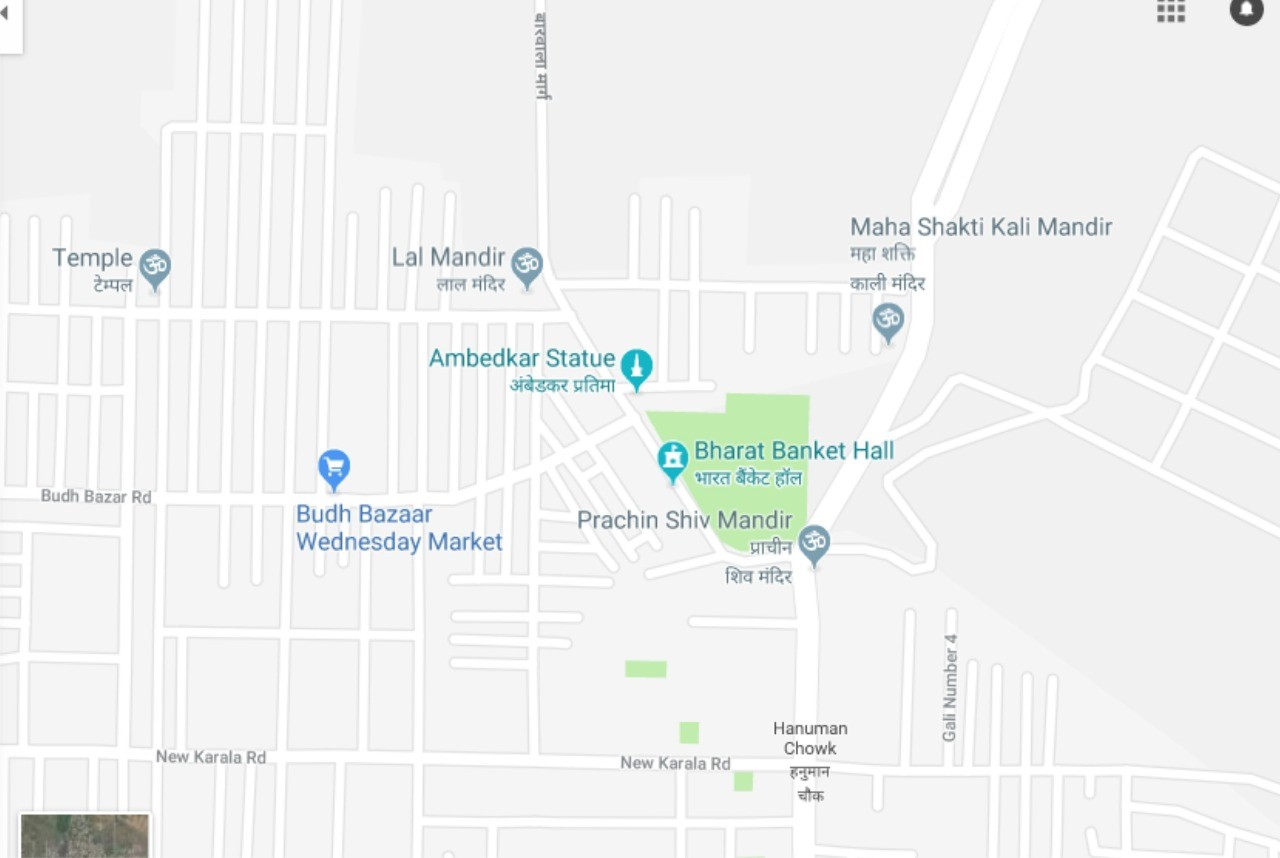 बारवाला मार्ग
Maha Shakti Kali Mandir
महा शक्ति
काली मंदिर
Temple
टेम्पल
Lal Mandir
लाल मंदिर
Ambedkar Statue
अंबेडकर प्रतिमा
Bharat Banket Hall
भारत बैंकेट हॉल
Budh Bazar Rd
Budh Bazaar
Wednesday Market
Prachin Shiv Mandir
प्राचीन
शिव मंदिर
Gali Number 4
Hanuman
Chowk
हनुमान
चौक
New Karala Rd
New Karala Rd